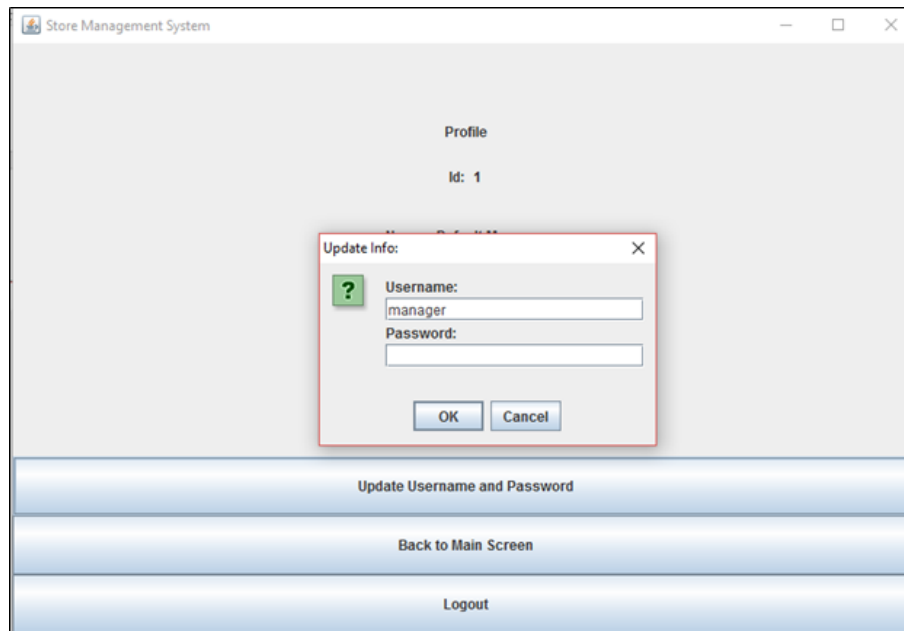 Store Management System
Profile
Id: 1
Update Info:
?
Username:
manager
Password:
OK
Cancel
Update Username and Password
Back to Main Screen
Logout